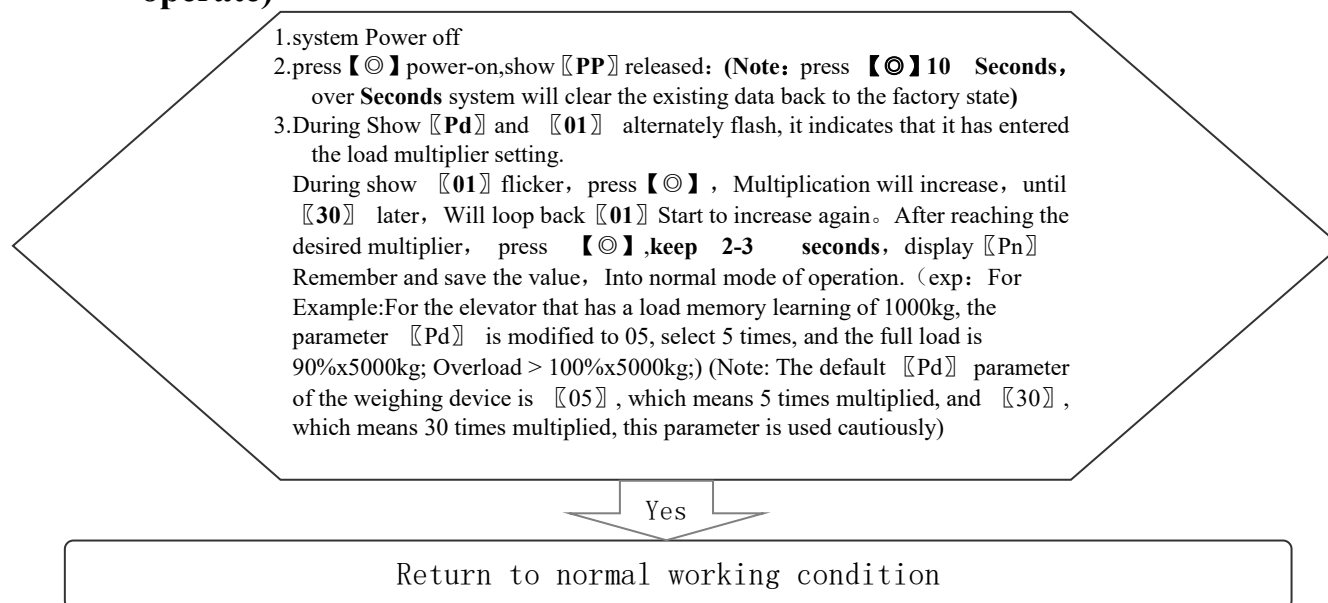 operate)
1.system Power off
2.press【◎】power-on,show〖PP〗released：(Note：press 【◎】10 Seconds，
over Seconds system will clear the existing data back to the factory state)
3.During Show〖Pd〗and 〖01〗 alternately flash, it indicates that it has entered
the load multiplier setting.
During show 〖01〗flicker，press【◎】，Multiplication will increase，until
〖30〗 later，Will loop back〖01〗Start to increase again。After reaching the
desired multiplier， press 【◎】,keep 2-3 seconds，display〖Pn〗
Remember and save the value，Into normal mode of operation.（exp：For
Example:For the elevator that has a load memory learning of 1000kg, the
parameter 〖Pd〗 is modified to 05, select 5 times, and the full load is
90%x5000kg; Overload > 100%x5000kg;) (Note: The default 〖Pd〗 parameter
of the weighing device is 〖05〗, which means 5 times multiplied, and 〖30〗,
which means 30 times multiplied, this parameter is used cautiously)
Yes
Return to normal working condition